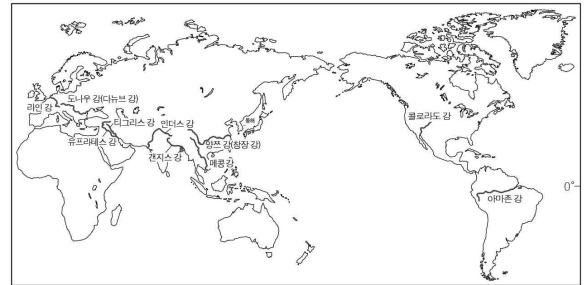 도나우 강(다뉴브 강)
라인 강
콜로라도 강
동해
티그리스 강
인더스 강
유프라테스 강
양쯔 강(창장 강)
갠지스 강
메콩 강
0°
아마존 강